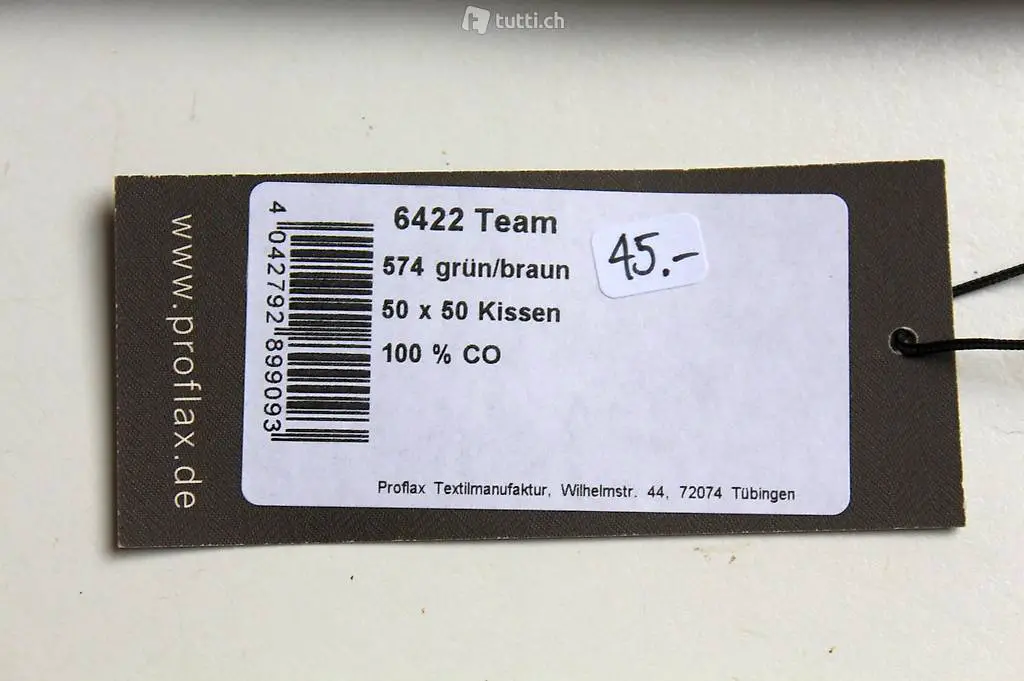 tutti.ch
www.proflax.de
4 042792 899093
6422 Team
574 grün/braun
50 x 50 Kissen
100 % CO
45.-
Proflax Textilmanufaktur, Wilhelmstr. 44, 72074 Tübingen